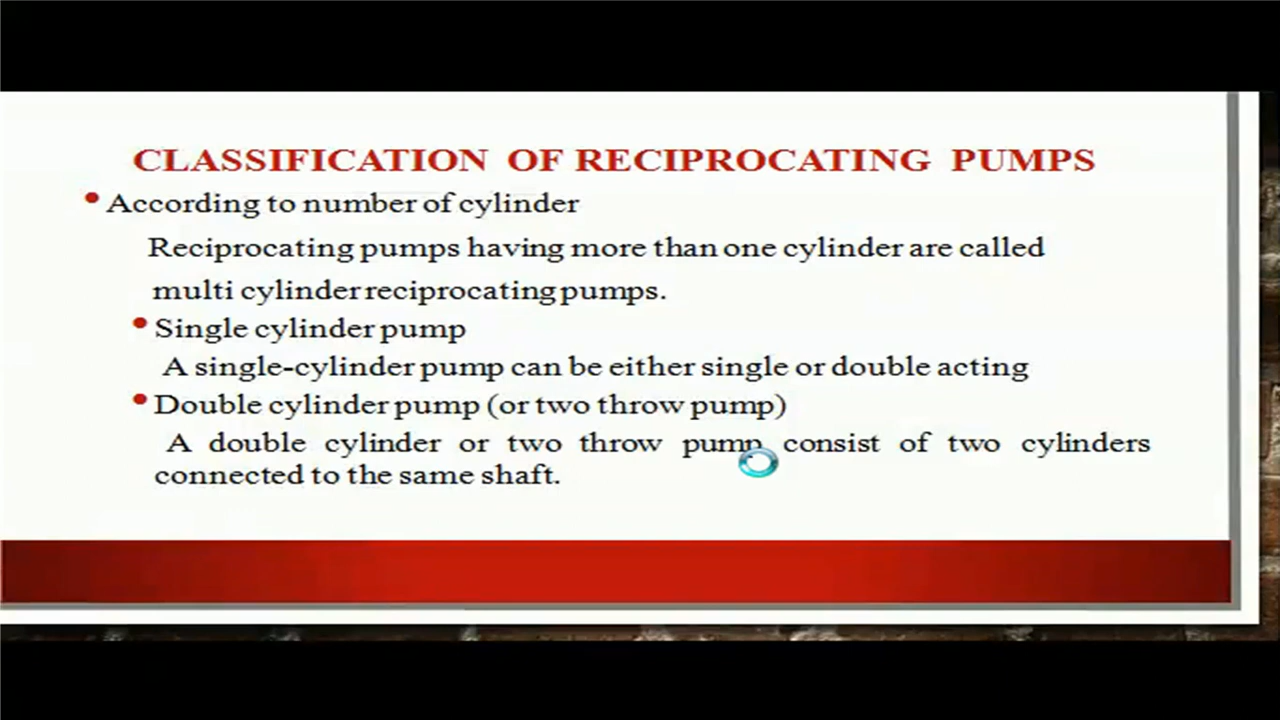 CLASSIFICATION OF RECIPROCATING PUMPS
• According to number of cylinder
Reciprocating pumps having more than one cylinder are called
multi cylinder reciprocating pumps.
• Single cylinder pump
A single-cylinder pump can be either single or double acting
• Double cylinder pump (or two throw pump)
A double cylinder or two throw pump consist of two cylinders
connected to the same shaft.